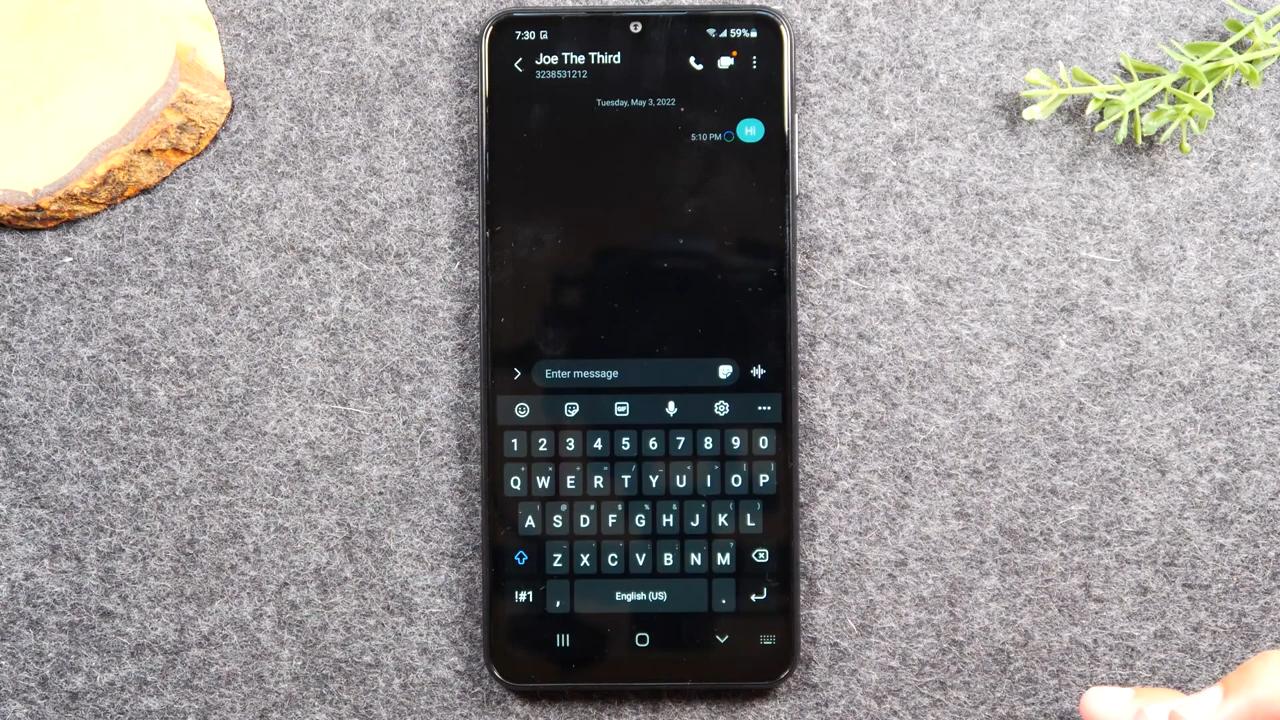 7:30 59%
Joe The Third
3238531212
Tuesday, May 3, 2022
5:10 PM Hi
Enter message
GIF
1 2 3 4 5 6 7 8 9 0
Q W E R T Y U I O P
A S D F G H J K L
Z X C V B N M
!#1 , English (US) .